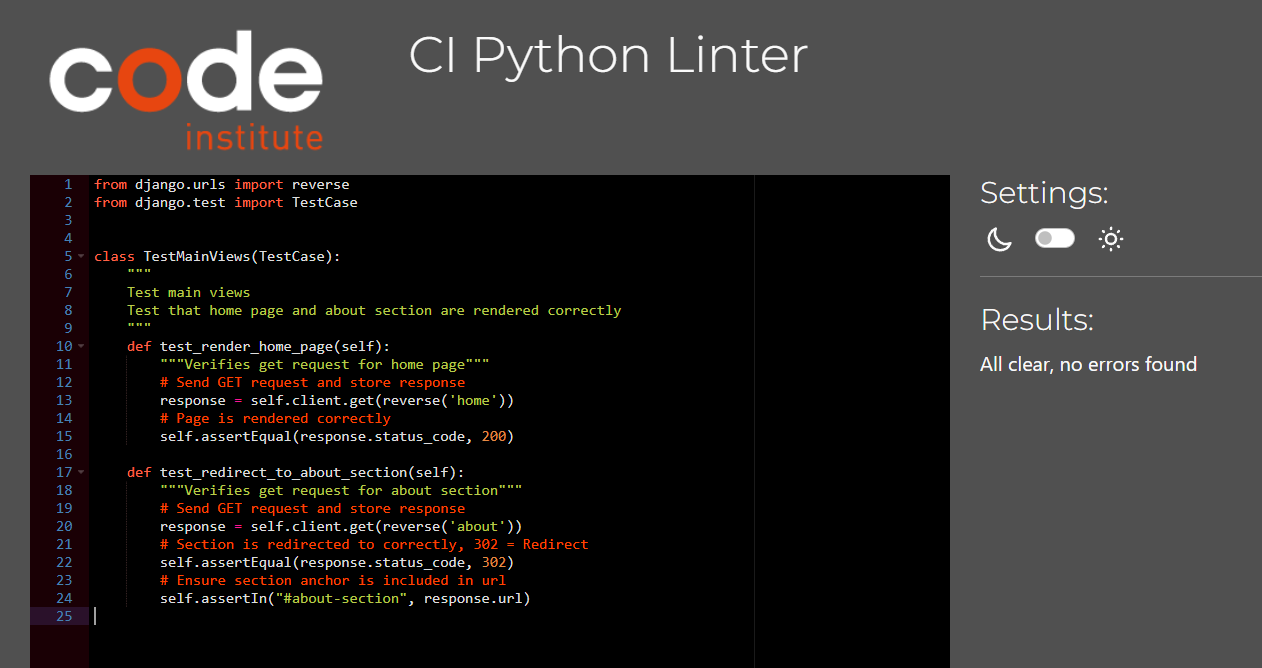 code
institute
CI Python Linter
1 from django.urls import reverse
2 from django.test import TestCase
3
4
5 class TestMainViews(TestCase):
6     """
7     Test main views
8     Test that home page and about section are rendered correctly
9     """
10     def test_render_home_page(self):
11         """Verifies get request for home page"""
12         # Send GET request and store response
13         response = self.client.get(reverse('home'))
14         # Page is rendered correctly
15         self.assertEqual(response.status_code, 200)
16
17     def test_redirect_to_about_section(self):
18         """Verifies get request for about section"""
19         # Send GET request and store response
20         response = self.client.get(reverse('about'))
21         # Section is redirected to correctly, 302 = Redirect
22         self.assertEqual(response.status_code, 302)
23         # Ensure section anchor is included in url
24         self.assertIn("#about-section", response.url)
25
Settings:
Results:
All clear, no errors found